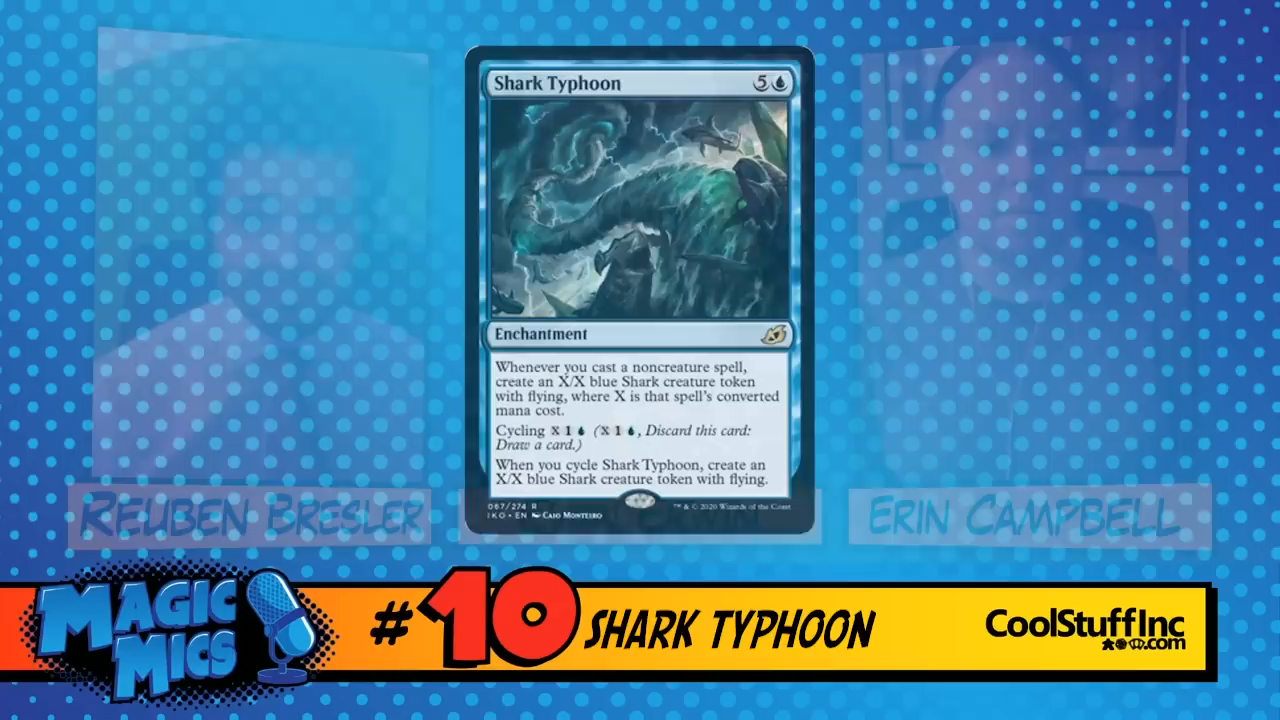 Shark Typhoon 5
Enchantment
Whenever you cast a noncreature spell,
create an X/X blue Shark creature token
with flying, where X is that spell's converted
mana cost.
Cycling X 1 (X 1 , Discard this card:
Draw a card.)
When you cycle Shark Typhoon, create an
X/X blue Shark creature token with flying.
067/274 R
IKO • EN Caio Monteiro
™ & © 2020 Wizards of the Coast
Reuben Bresler
Erin Campbell
Magic
Mics
#10 Shark Typhoon
CoolStuffInc
.com